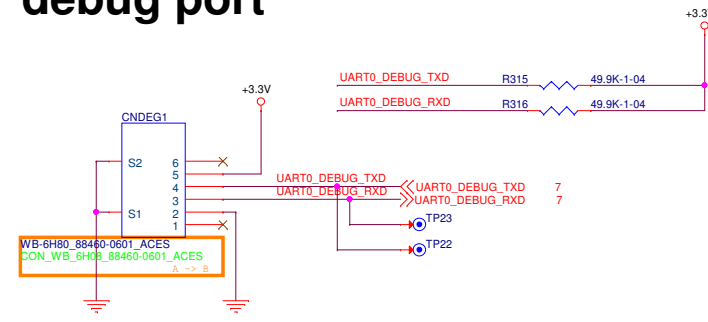 debug port
+3.3V
UART0_DEBUG_TXD R315 49.9K-1-04
UART0_DEBUG_RXD R316 49.9K-1-04
+3.3V
CNDEG1
S2 6
5
4 UART0_DEBUG_TXD UART0_DEBUG_TXD 7
3 UART0_DEBUG_RXD UART0_DEBUG_RXD 7
S1 2
1
TP23
TP22
WB-6H80_88460-0601_ACES
CON_WB_6H08_88460-0601_ACES
A -> B